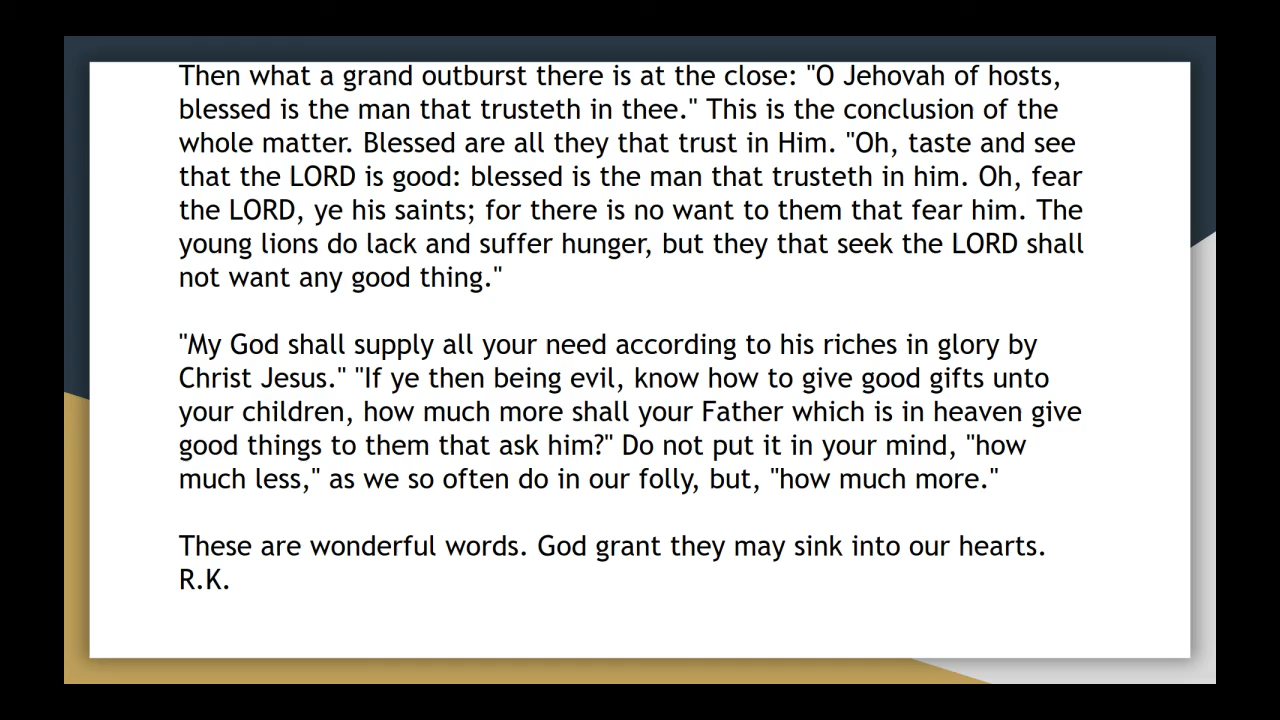 Then what a grand outburst there is at the close: "O Jehovah of hosts,
blessed is the man that trusteth in thee." This is the conclusion of the
whole matter. Blessed are all they that trust in Him. "Oh, taste and see
that the LORD is good: blessed is the man that trusteth in him. Oh, fear
the LORD, ye his saints; for there is no want to them that fear him. The
young lions do lack and suffer hunger, but they that seek the LORD shall
not want any good thing."
"My God shall supply all your need according to his riches in glory by
Christ Jesus." "If ye then being evil, know how to give good gifts unto
your children, how much more shall your Father which is in heaven give
good things to them that ask him?" Do not put it in your mind, "how
much less," as we so often do in our folly, but, "how much more."
These are wonderful words. God grant they may sink into our hearts.
R.K.